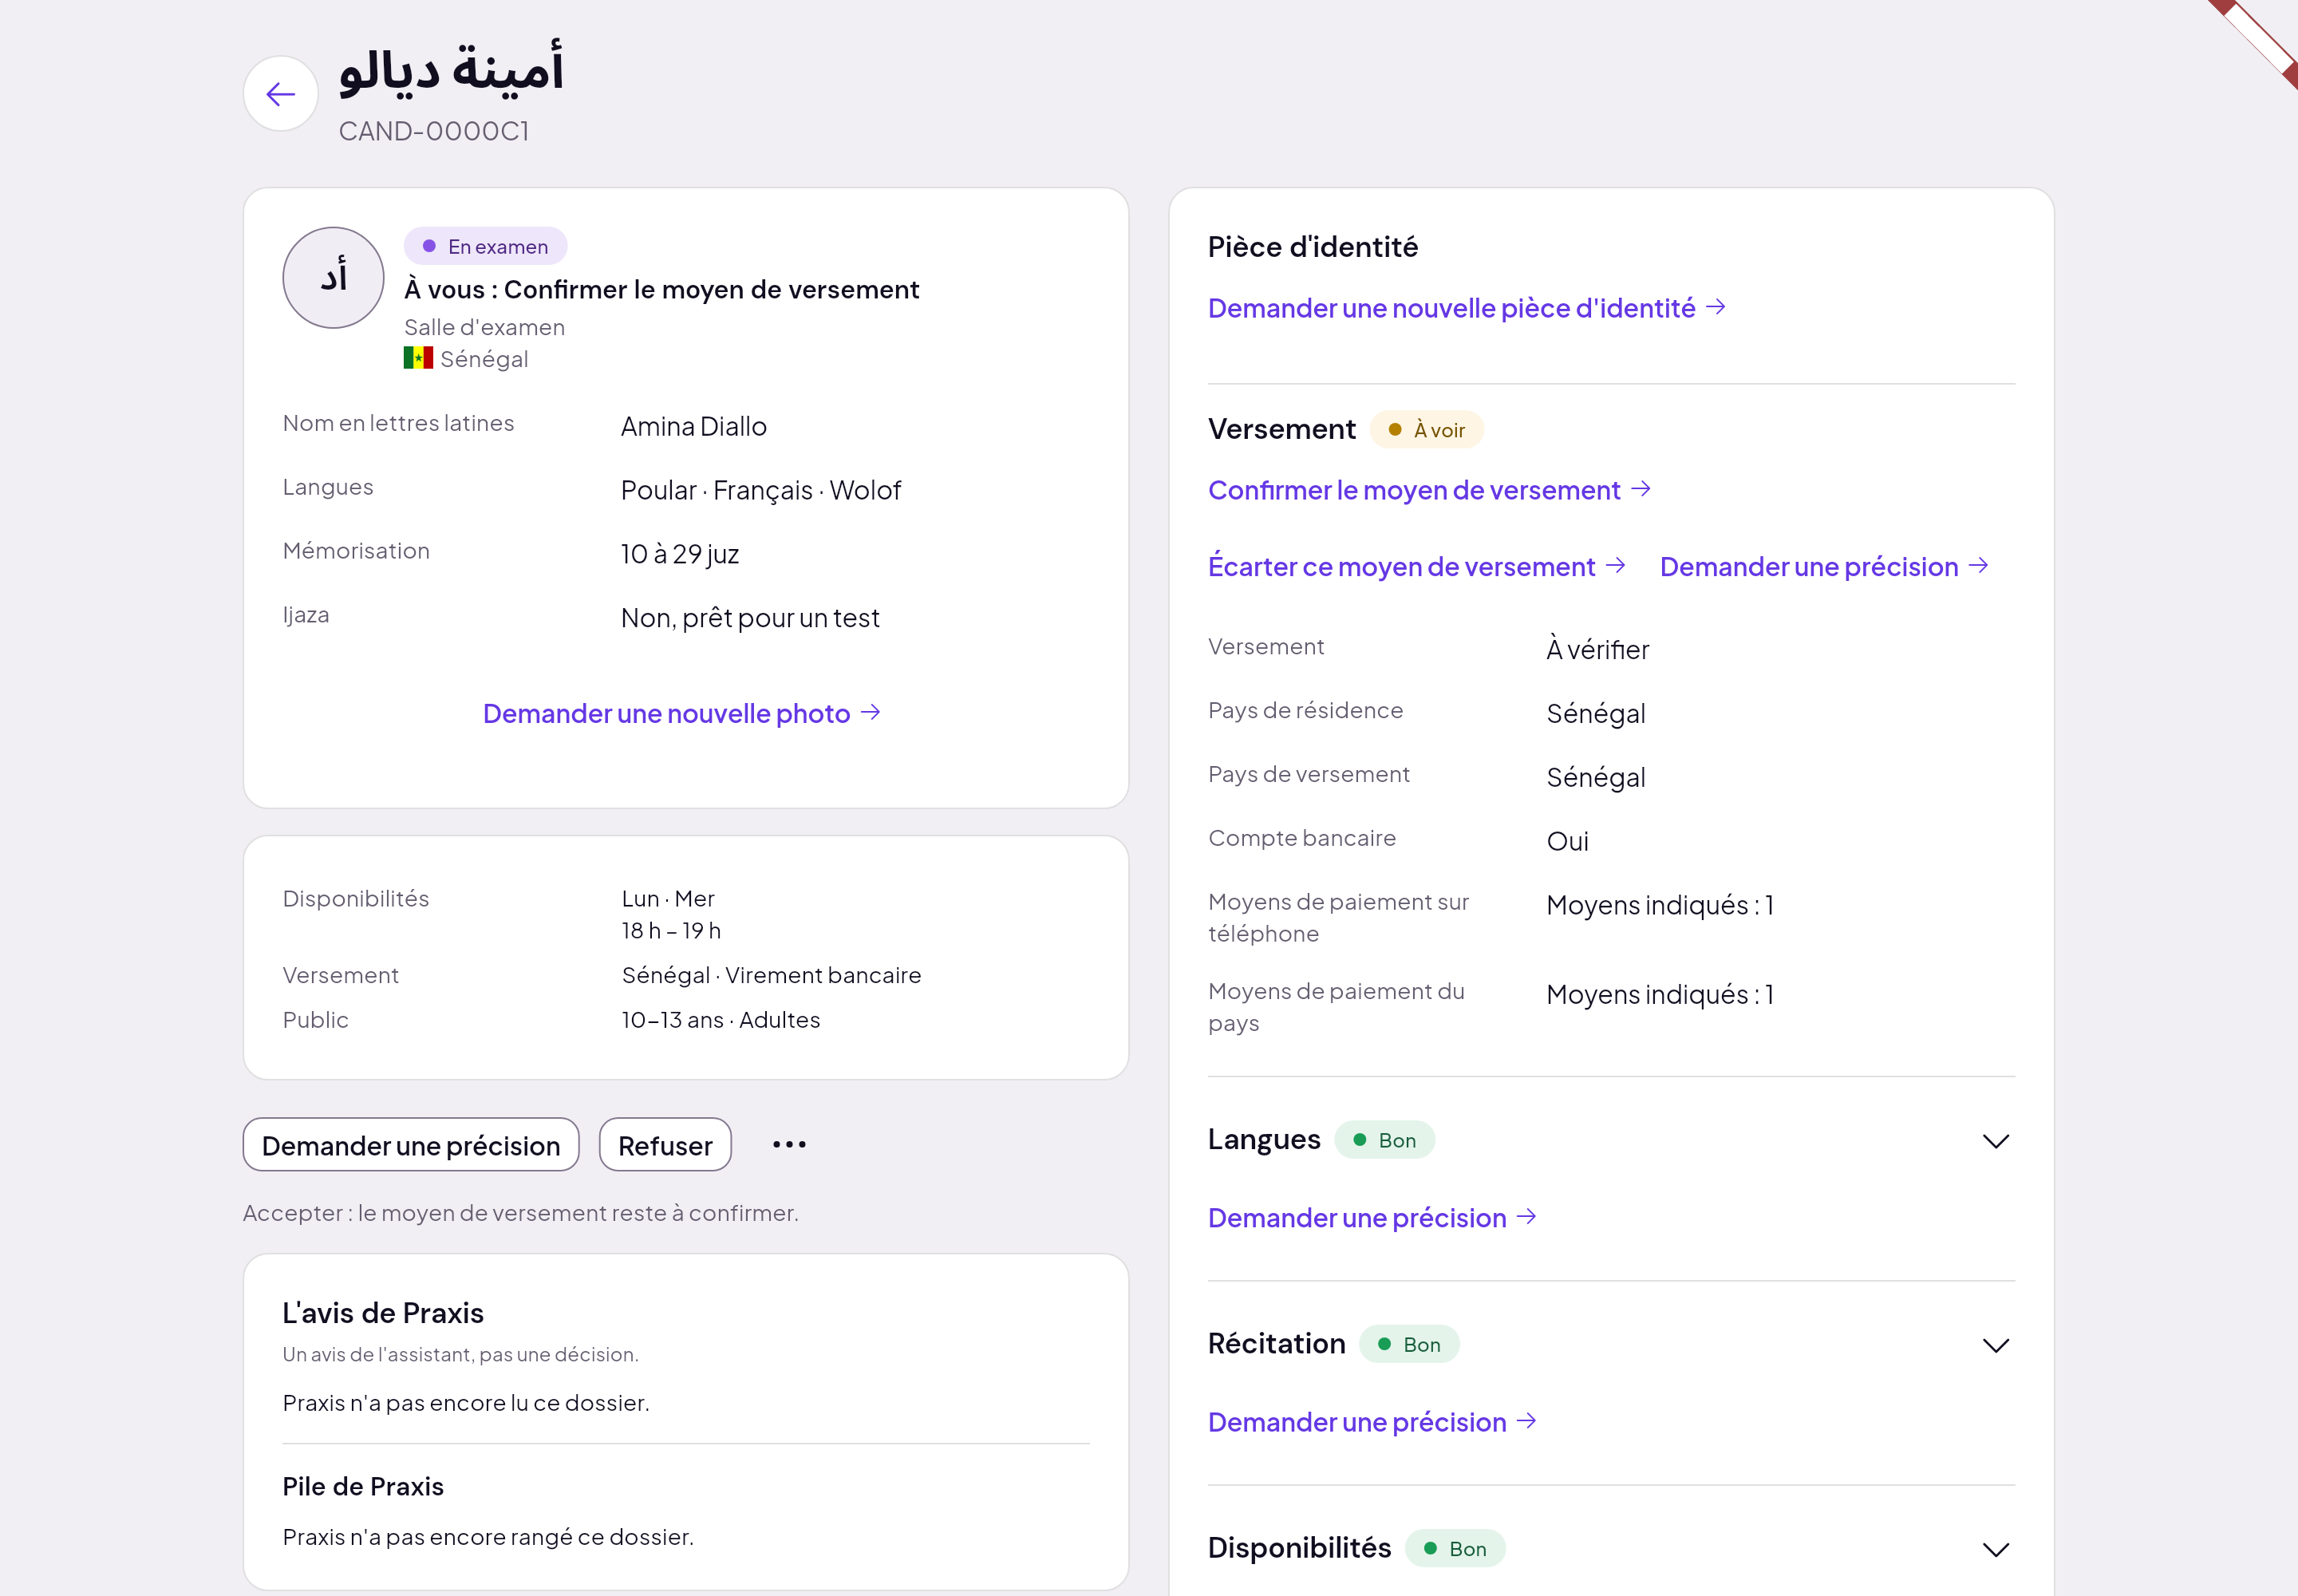 أمينة ديالو
CAND-0000C1
أد
En examen
À vous : Confirmer le moyen de versement
Salle d'examen
Sénégal
Nom en lettres latines
Amina Diallo
Langues
Poular · Français · Wolof
Mémorisation
10 à 29 juz
Ijaza
Non, prêt pour un test
Demander une nouvelle photo →
Disponibilités
Lun · Mer
18 h – 19 h
Versement
Sénégal · Virement bancaire
Public
10–13 ans · Adultes
Demander une précision
Refuser
Accepter : le moyen de versement reste à confirmer.
L'avis de Praxis
Un avis de l'assistant, pas une décision.
Praxis n'a pas encore lu ce dossier.
Pile de Praxis
Praxis n'a pas encore rangé ce dossier.
Pièce d'identité
Demander une nouvelle pièce d'identité →
Versement
À voir
Confirmer le moyen de versement →
Écarter ce moyen de versement →
Demander une précision →
Versement
À vérifier
Pays de résidence
Sénégal
Pays de versement
Sénégal
Compte bancaire
Oui
Moyens de paiement sur
téléphone
Moyens indiqués : 1
Moyens de paiement du
pays
Moyens indiqués : 1
Langues
Bon
Demander une précision →
Récitation
Bon
Demander une précision →
Disponibilités
Bon